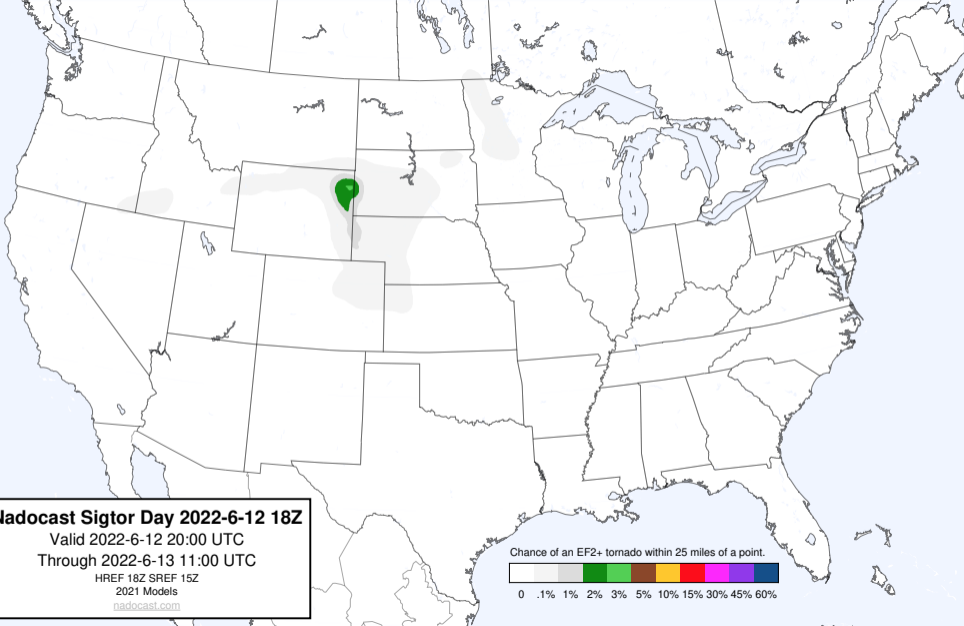 Nadocast Sigtor Day 2022-6-12 18Z
Valid 2022-6-12 20:00 UTC
Through 2022-6-13 11:00 UTC
HREF 18Z SREF 15Z
2021 Models
nadocast.com
Chance of an EF2+ tornado within 25 miles of a point.
0 .1% 1% 2% 3% 5% 10% 15% 30% 45% 60%